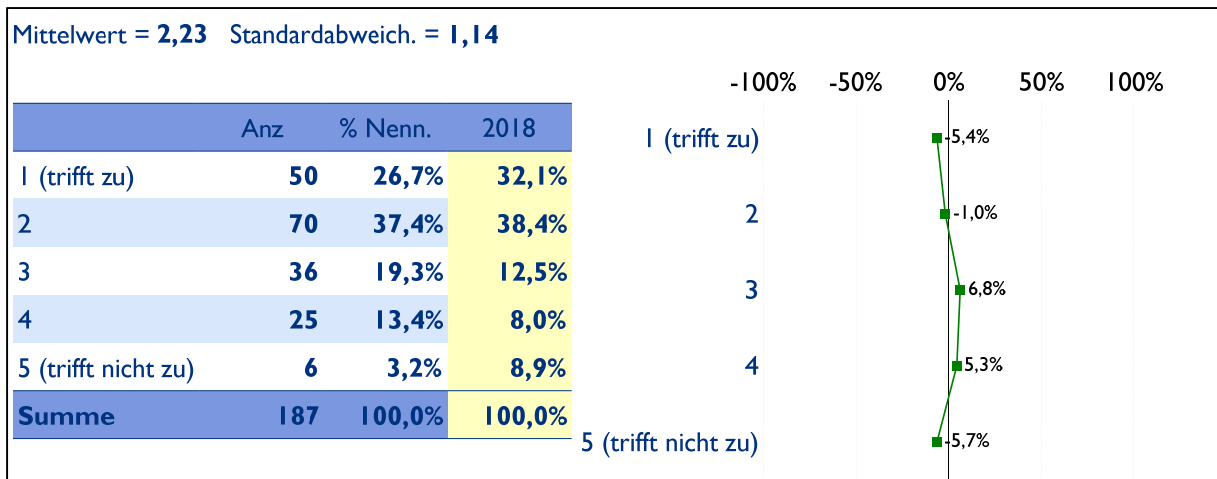 Mittelwert = 2,23 Standardabweich. = 1,14
Anz % Nenn. 2018
1 (trifft zu) 50 26,7% 32,1%
2 70 37,4% 38,4%
3 36 19,3% 12,5%
4 25 13,4% 8,0%
5 (trifft nicht zu) 6 3,2% 8,9%
Summe 187 100,0% 100,0%
-100% -50% 0% 50% 100%
1 (trifft zu) -5,4%
2 -1,0%
3 6,8%
4 5,3%
5 (trifft nicht zu) -5,7%